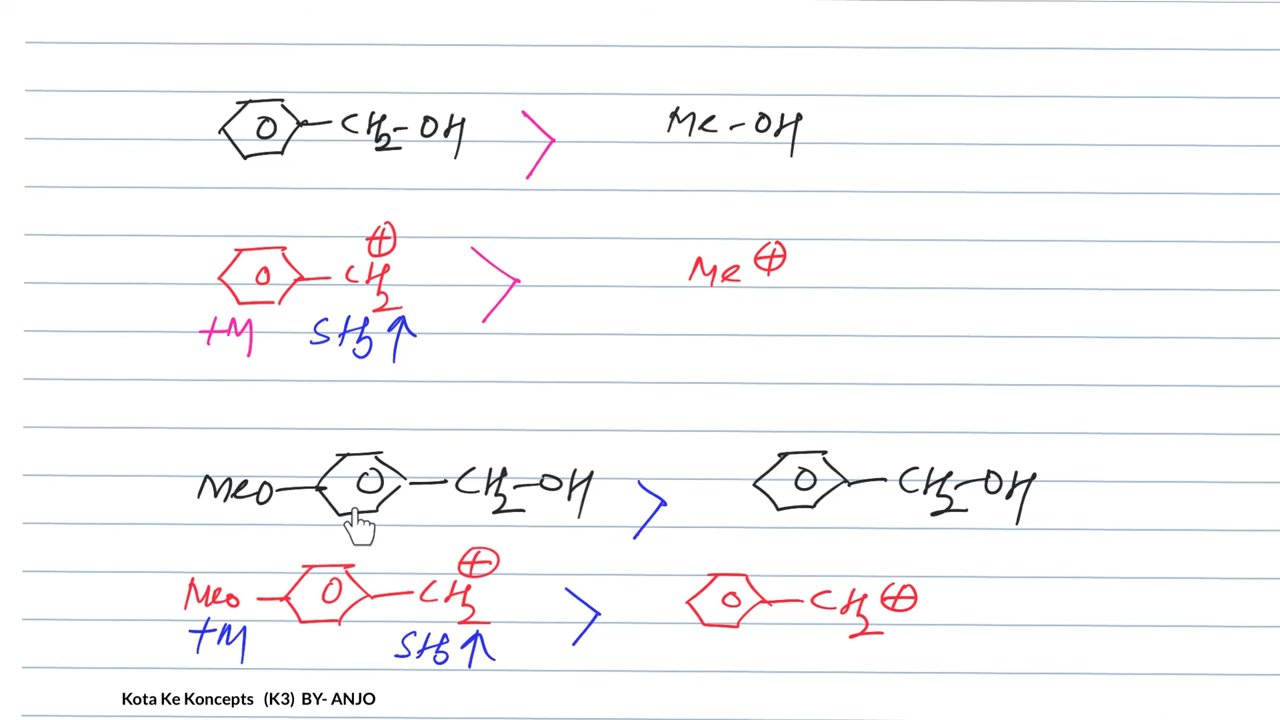 CH2-OH > Me-OH
⊕
CH2 > Me ⊕
+M Stb ↑
MeO CH2-OH > CH2-OH
⊕
MeO CH2 > CH2 ⊕
+M Stb ↑
Kota Ke Koncepts (K3) BY- ANJO